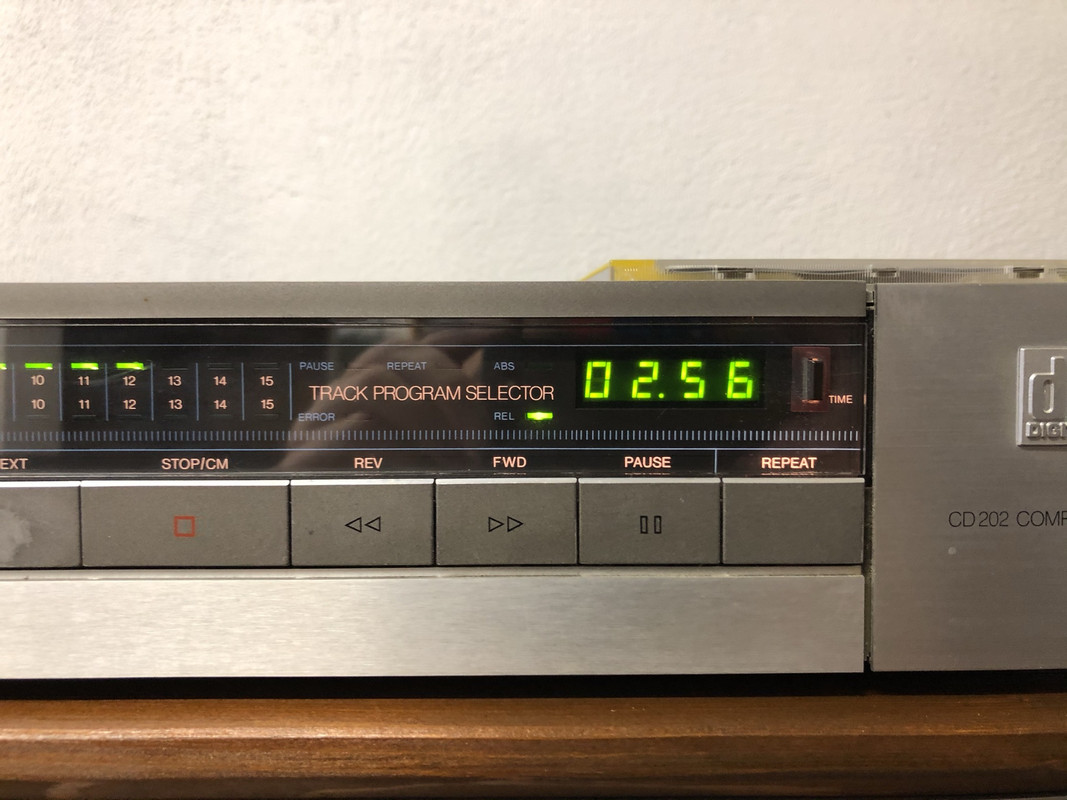 PAUSE REPEAT ABS
02.56
10 11 12 13 14 15
TRACK PROGRAM SELECTOR
TIME
10 11 12 13 14 15
ERROR REL
EXT STOP/CM REV FWD PAUSE REPEAT
CD 202 COMP
DIGI